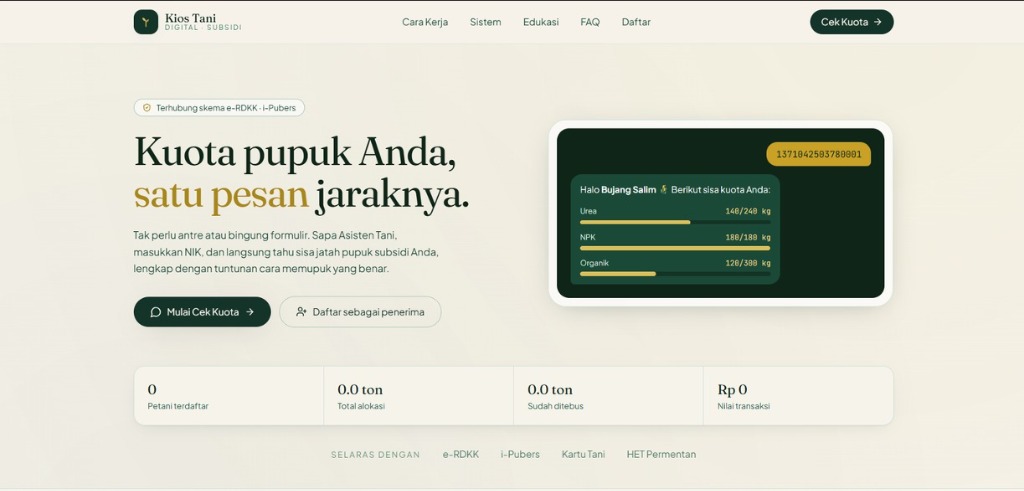 Kios Tani
DIGITAL · SUBSIDI
Cara Kerja
Sistem
Edukasi
FAQ
Daftar
Cek Kuota →
Terhubung skema e-RDKK · i-Pubers
Kuota pupuk Anda,
satu pesan jaraknya.
Tak perlu antre atau bingung formulir. Sapa Asisten Tani,
masukkan NIK, dan langsung tahu sisa jatah pupuk subsidi Anda,
lengkap dengan tuntunan cara memupuk yang benar.
Mulai Cek Kuota →
Daftar sebagai penerima
1371042503780001
Halo Bujang Salim Berikut sisa kuota Anda:
Urea 140/240 kg
NPK 180/180 kg
Organik 120/300 kg
0
Petani terdaftar
0.0 ton
Total alokasi
0.0 ton
Sudah ditebus
Rp 0
Nilai transaksi
SELARAS DENGAN e-RDKK i-Pubers Kartu Tani HET Permentan